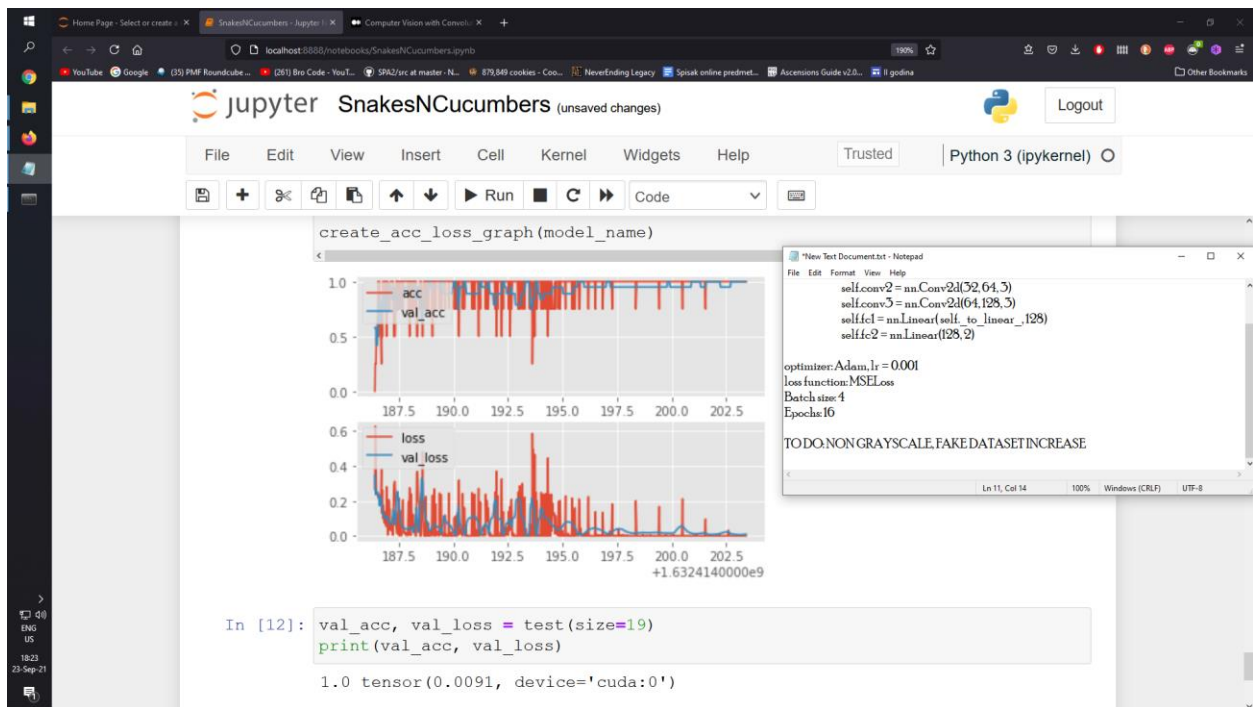 Home Page - Select or create a
SnakesNCucumbers - Jupyter
Computer Vision with Convolu
localhost:8888/notebooks/SnakesNCucumbers.ipynb
190%
YouTube
Google
(35) PMF Roundcube ...
(261) Bro Code - YouT...
SPA2/src at master · N...
879,849 cookies - Coo...
NeverEnding Legacy
Spisak online predmet...
Ascensions Guide v2.0...
II godina
Other Bookmarks
jupyter SnakesNCucumbers (unsaved changes)
Logout
File Edit View Insert Cell Kernel Widgets Help
Trusted
Python 3 (ipykernel)
Run
Code
create_acc_loss_graph(model_name)
1.0
0.5
0.0
acc
val_acc
187.5 190.0 192.5 195.0 197.5 200.0 202.5
0.6
0.4
0.2
0.0
loss
val_loss
187.5 190.0 192.5 195.0 197.5 200.0 202.5
+1.6324140000e9
*New Text Document.txt - Notepad
File Edit Format View Help
self.conv2 = nn.Conv2d(32,64,3)
self.conv3 = nn.Conv2d(64,128,3)
self.fc1 = nn.Linear(self._to_linear_,128)
self.fc2 = nn.Linear(128,2)
optimizer:Adam, lr = 0.001
loss function:MSELoss
Batch size: 4
Epochs:16
TO DO: NON GRAYSCALE, FAKE DATASET INCREASE
Ln 11, Col 14
100%
Windows (CRLF)
UTF-8
In [12]:
val_acc, val_loss = test(size=19)
print(val_acc, val_loss)
1.0 tensor(0.0091, device='cuda:0')
ENG
US
18:23
23-Sep-21